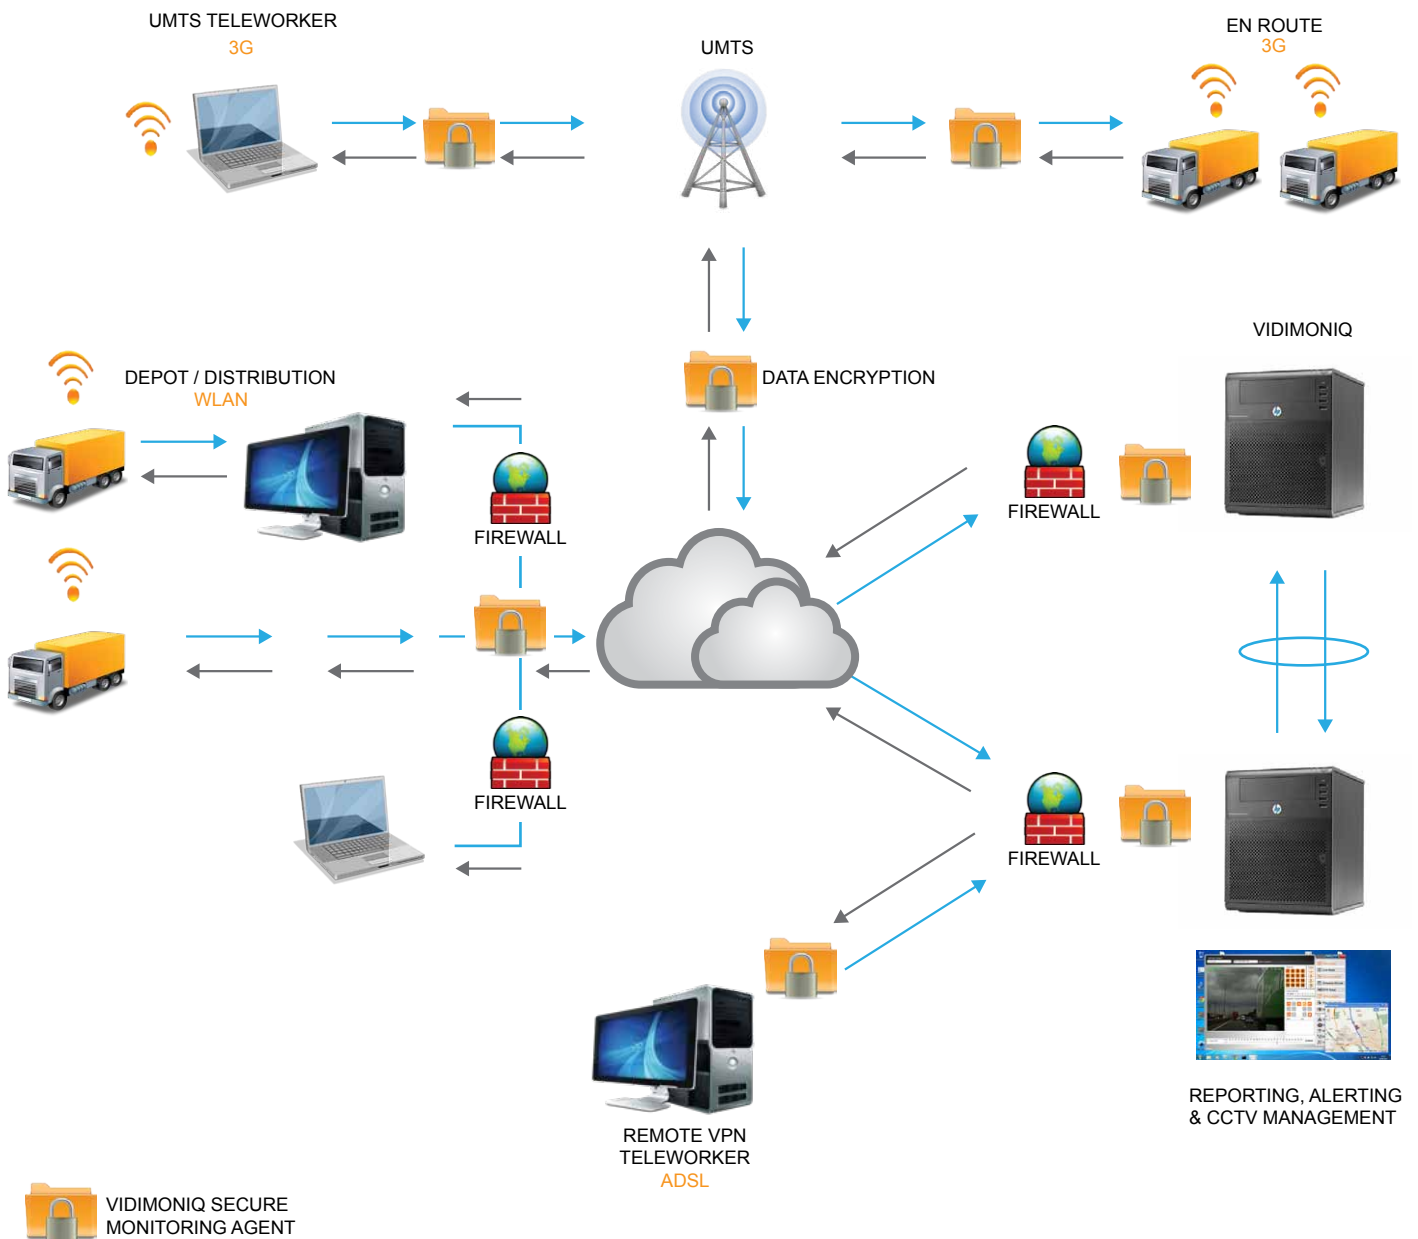 UMTS TELEWORKER
3G
UMTS
EN ROUTE
3G
VIDIMONIQ
DEPOT / DISTRIBUTION
WLAN
DATA ENCRYPTION
FIREWALL
FIREWALL
FIREWALL
FIREWALL
REPORTING, ALERTING
& CCTV MANAGEMENT
REMOTE VPN
TELEWORKER
ADSL
VIDIMONIQ SECURE
MONITORING AGENT